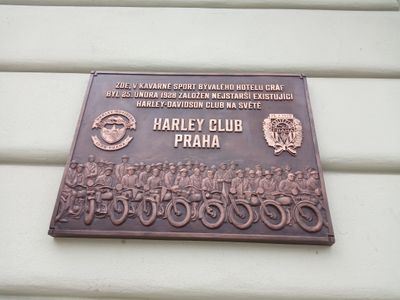 ZDE, V KAVÁRNĚ SPORT BÝVALÉHO HOTELU GRAF
BYL 25. ÚNORA 1928 ZALOŽEN NEJSTARŠÍ EXISTUJÍCÍ
HARLEY-DAVIDSON CLUB NA SVĚTĚ
HARLEY CLUB
PRAHA